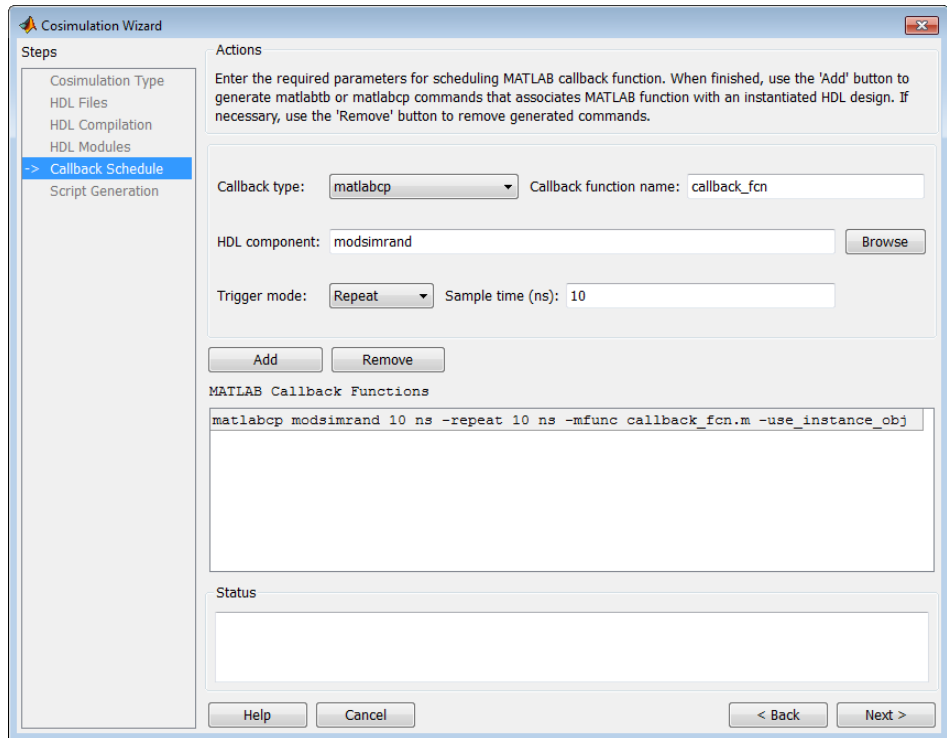 Cosimulation Wizard
Steps
Cosimulation Type
HDL Files
HDL Compilation
HDL Modules
-> Callback Schedule
Script Generation
Actions
Enter the required parameters for scheduling MATLAB callback function. When finished, use the 'Add' button to
generate matlabtb or matlabcp commands that associates MATLAB function with an instantiated HDL design. If
necessary, use the 'Remove' button to remove generated commands.
Callback type: matlabcp Callback function name: callback_fcn
HDL component: modsimrand Browse
Trigger mode: Repeat Sample time (ns): 10
Add Remove
MATLAB Callback Functions
matlabcp modsimrand 10 ns -repeat 10 ns -mfunc callback_fcn.m -use_instance_obj
Status
Help Cancel < Back Next >